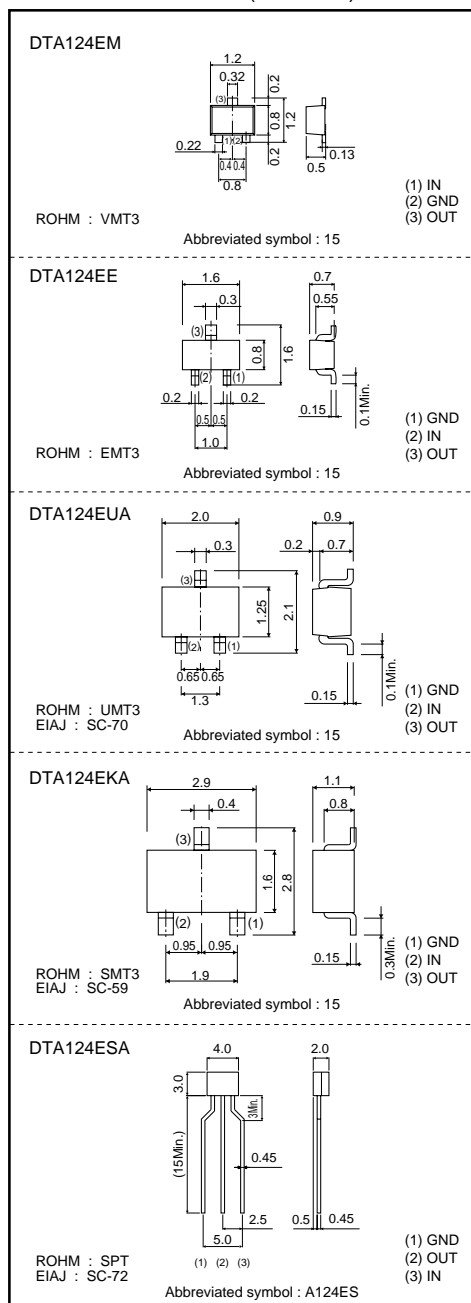 DTA124EM
1.2
0.32
0.2
(3)
0.8
1.2
0.22
(1)
(2)
0.4
0.4
0.2
0.8
0.13
0.5
(1) IN
(2) GND
(3) OUT
ROHM : VMT3
Abbreviated symbol : 15
DTA124EE
1.6
0.3
(3)
0.8
1.6
(2)
(1)
0.2
0.2
0.5
0.5
1.0
0.7
0.55
0.15
0.1Min.
(1) GND
(2) IN
(3) OUT
ROHM : EMT3
Abbreviated symbol : 15
DTA124EUA
2.0
0.3
(3)
1.25
2.1
(2)
(1)
0.65
0.65
1.3
0.9
0.2
0.7
0.15
0.1Min.
(1) GND
(2) IN
(3) OUT
ROHM : UMT3
EIAJ : SC-70
Abbreviated symbol : 15
DTA124EKA
2.9
0.4
(3)
1.6
2.8
(2)
(1)
0.95
0.95
1.9
1.1
0.8
0.15
0.3Min.
(1) GND
(2) IN
(3) OUT
ROHM : SMT3
EIAJ : SC-59
Abbreviated symbol : 15
DTA124ESA
4.0
2.0
3.0
(15Min.)
3Min.
0.45
2.5
5.0
0.5
0.45
(1)
(2)
(3)
(1) GND
(2) OUT
(3) IN
ROHM : SPT
EIAJ : SC-72
Abbreviated symbol : A124ES